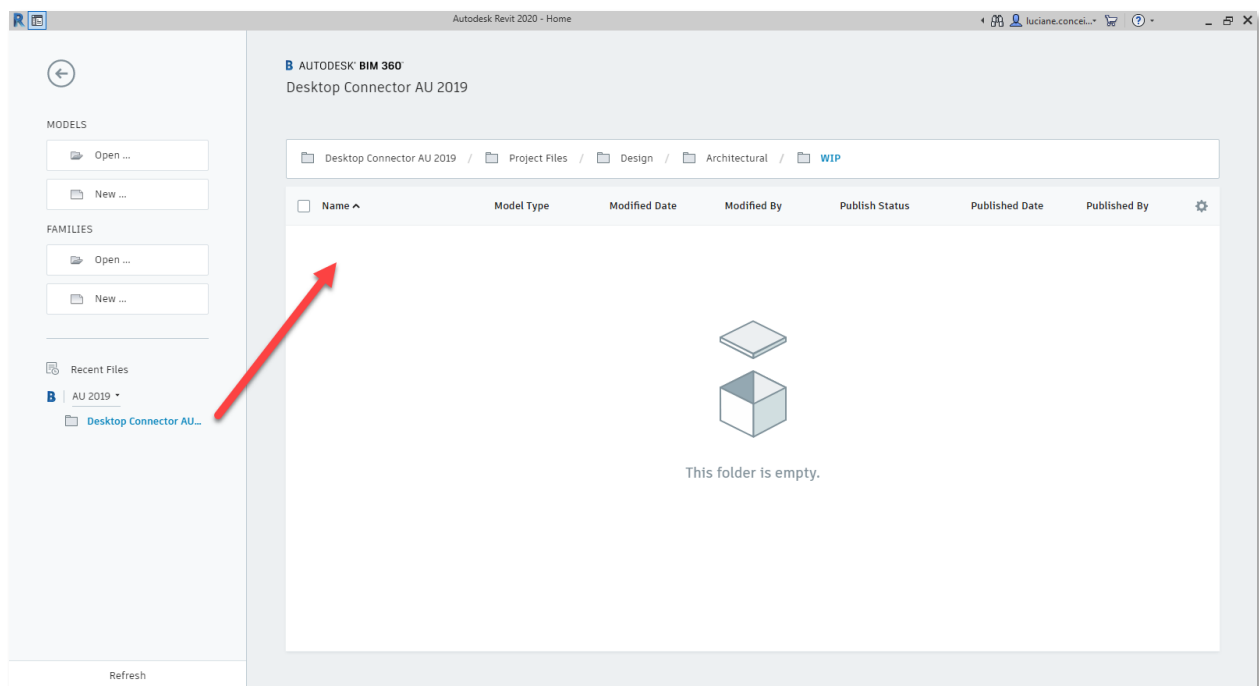 R Autodesk Revit 2020 - Home luciane.concei... ?
B AUTODESK® BIM 360®
Desktop Connector AU 2019
MODELS
Open ...
New ...
FAMILIES
Open ...
New ...
Recent Files
B AU 2019
Desktop Connector AU...
Refresh
Desktop Connector AU 2019 / Project Files / Design / Architectural / WIP
Name Model Type Modified Date Modified By Publish Status Published Date Published By
This folder is empty.